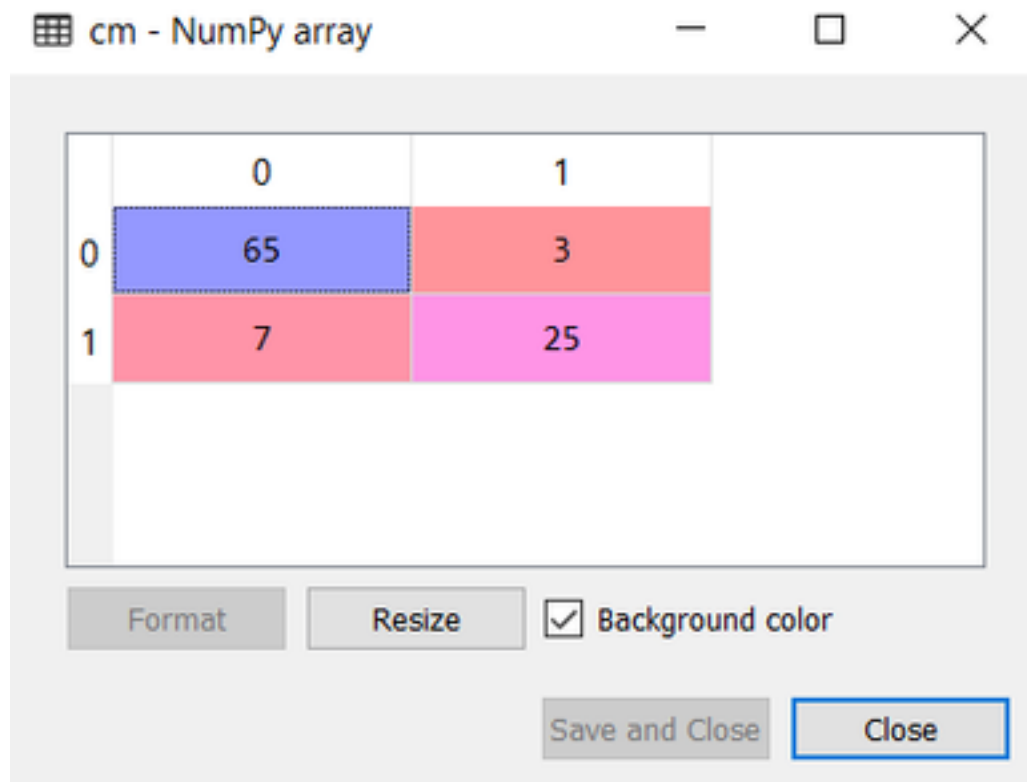 cm - NumPy array
0 1
0 65 3
1 7 25
Format Resize Background color
Save and Close Close